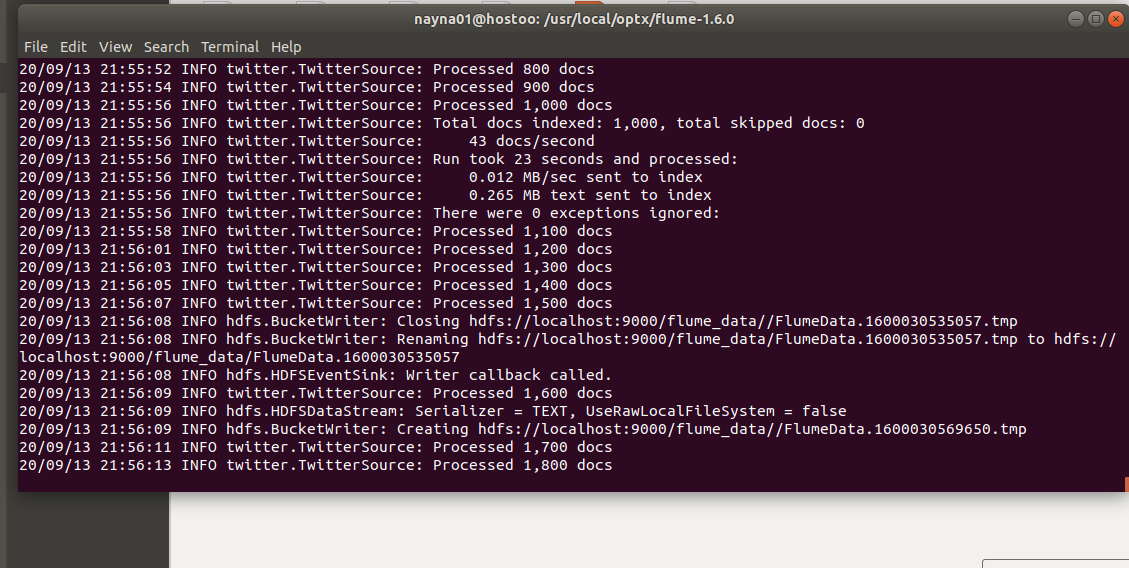 nayna01@hostoo: /usr/local/optx/flume-1.6.0
File Edit View Search Terminal Help
20/09/13 21:55:52 INFO twitter.TwitterSource: Processed 800 docs
20/09/13 21:55:54 INFO twitter.TwitterSource: Processed 900 docs
20/09/13 21:55:56 INFO twitter.TwitterSource: Processed 1,000 docs
20/09/13 21:55:56 INFO twitter.TwitterSource: Total docs indexed: 1,000, total skipped docs: 0
20/09/13 21:55:56 INFO twitter.TwitterSource:     43 docs/second
20/09/13 21:55:56 INFO twitter.TwitterSource: Run took 23 seconds and processed:
20/09/13 21:55:56 INFO twitter.TwitterSource:     0.012 MB/sec sent to index
20/09/13 21:55:56 INFO twitter.TwitterSource:     0.265 MB text sent to index
20/09/13 21:55:56 INFO twitter.TwitterSource: There were 0 exceptions ignored:
20/09/13 21:55:58 INFO twitter.TwitterSource: Processed 1,100 docs
20/09/13 21:56:01 INFO twitter.TwitterSource: Processed 1,200 docs
20/09/13 21:56:03 INFO twitter.TwitterSource: Processed 1,300 docs
20/09/13 21:56:05 INFO twitter.TwitterSource: Processed 1,400 docs
20/09/13 21:56:07 INFO twitter.TwitterSource: Processed 1,500 docs
20/09/13 21:56:08 INFO hdfs.BucketWriter: Closing hdfs://localhost:9000/flume_data//FlumeData.1600030535057.tmp
20/09/13 21:56:08 INFO hdfs.BucketWriter: Renaming hdfs://localhost:9000/flume_data/FlumeData.1600030535057.tmp to hdfs://
localhost:9000/flume_data/FlumeData.1600030535057
20/09/13 21:56:08 INFO hdfs.HDFSEventSink: Writer callback called.
20/09/13 21:56:09 INFO twitter.TwitterSource: Processed 1,600 docs
20/09/13 21:56:09 INFO hdfs.HDFSDataStream: Serializer = TEXT, UseRawLocalFileSystem = false
20/09/13 21:56:09 INFO hdfs.BucketWriter: Creating hdfs://localhost:9000/flume_data//FlumeData.1600030569650.tmp
20/09/13 21:56:11 INFO twitter.TwitterSource: Processed 1,700 docs
20/09/13 21:56:13 INFO twitter.TwitterSource: Processed 1,800 docs